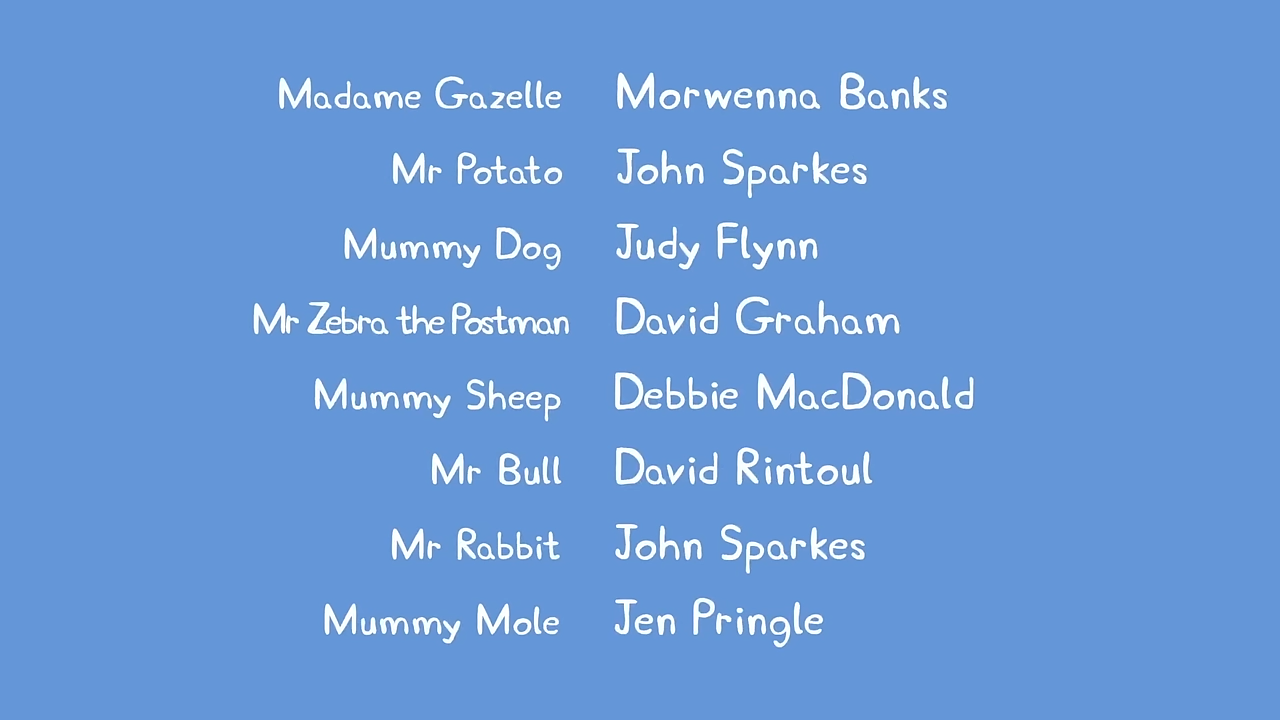 Madame Gazelle Morwenna Banks
Mr Potato John Sparkes
Mummy Dog Judy Flynn
Mr Zebra the Postman David Graham
Mummy Sheep Debbie MacDonald
Mr Bull David Rintoul
Mr Rabbit John Sparkes
Mummy Mole Jen Pringle